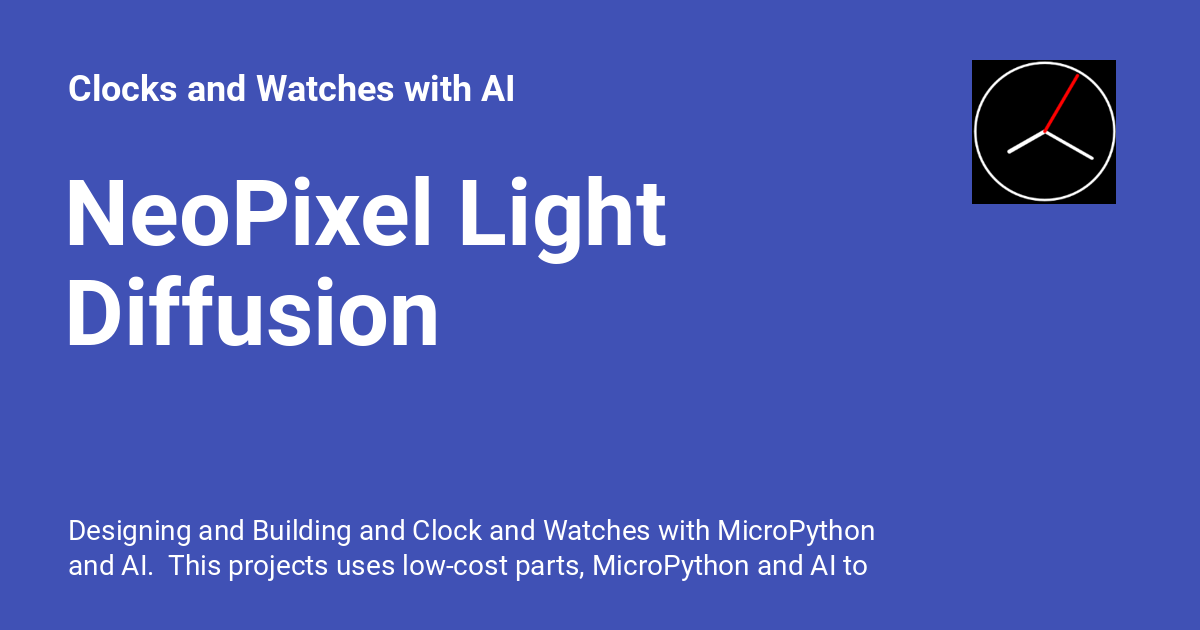 Clocks and Watches with AI
NeoPixel Light
Diffusion
Designing and Building and Clock and Watches with MicroPython
and AI.  This projects uses low-cost parts, MicroPython and AI to